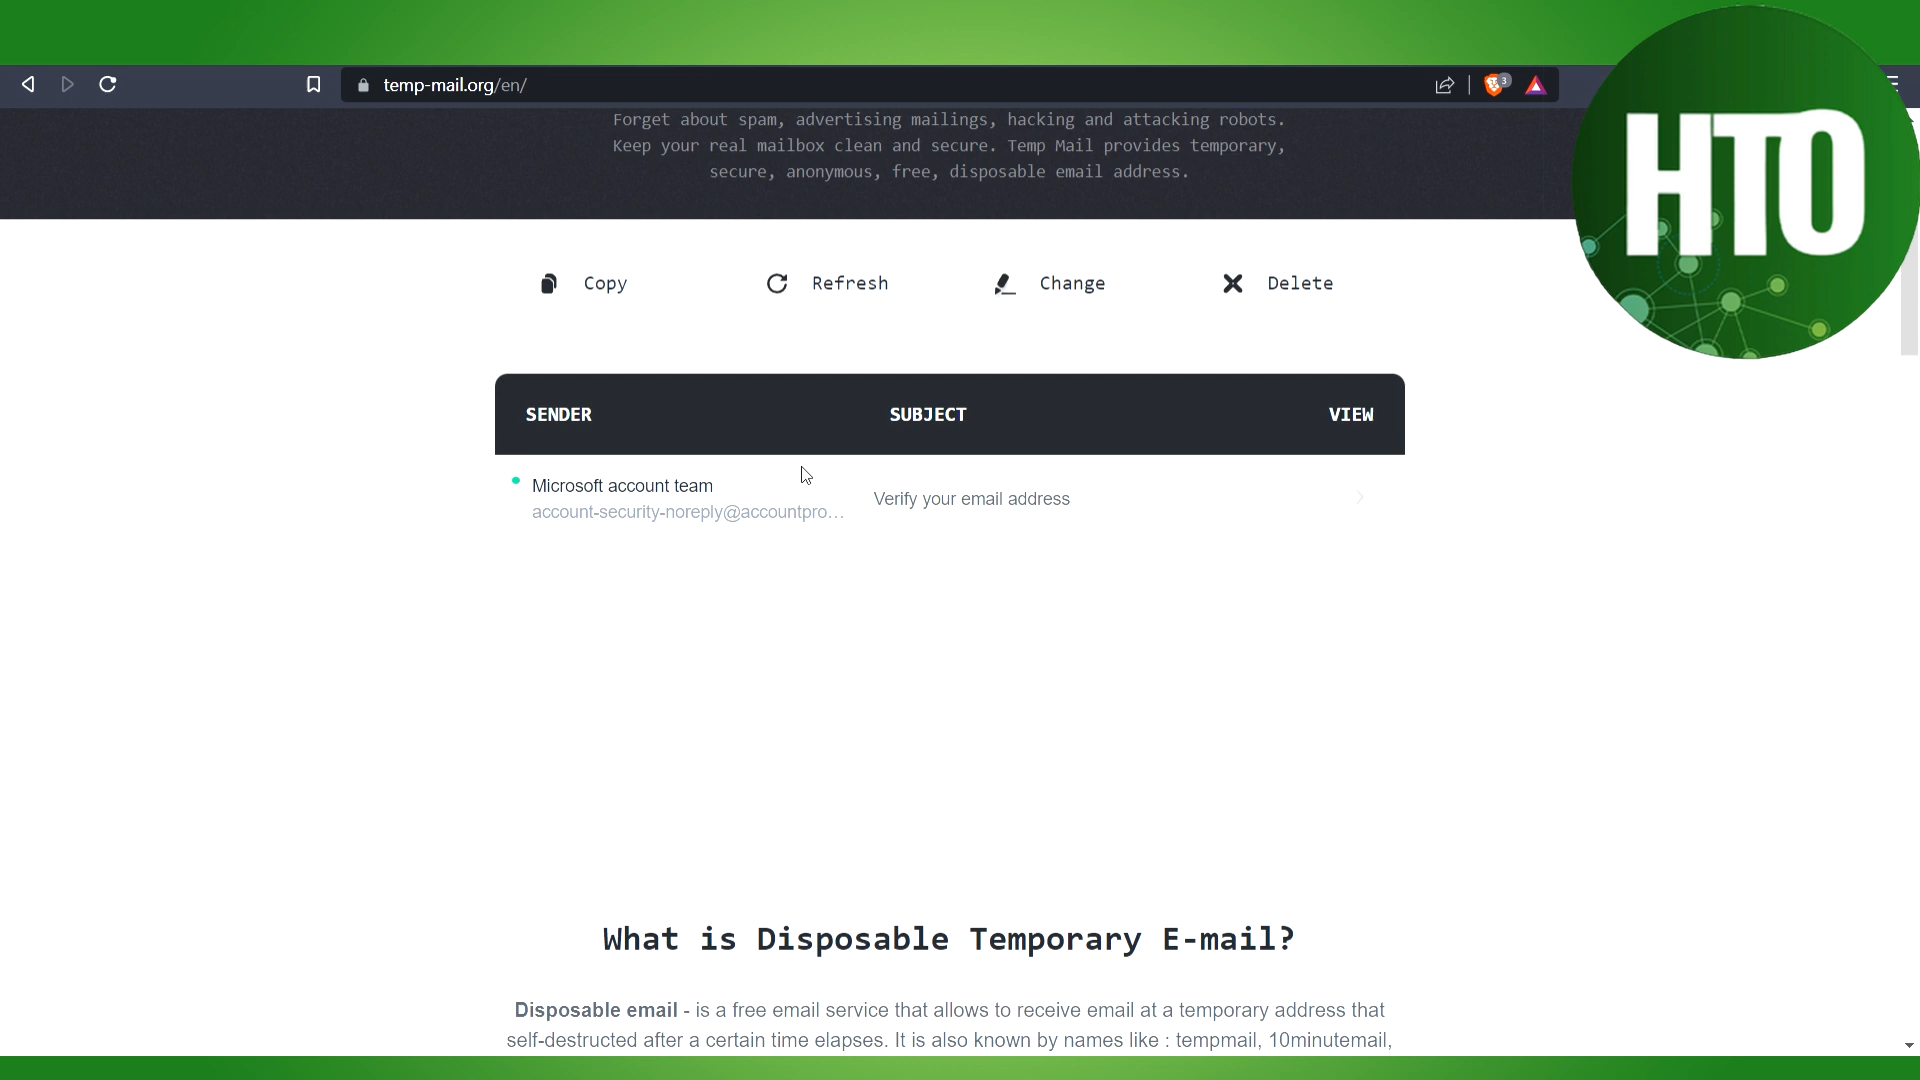 temp-mail.org/en/
3
HTO
Forget about spam, advertising mailings, hacking and attacking robots.
Keep your real mailbox clean and secure. Temp Mail provides temporary,
secure, anonymous, free, disposable email address.
Copy
Refresh
Change
Delete
SENDER
SUBJECT
VIEW
Microsoft account team
account-security-noreply@accountpro...
Verify your email address
What is Disposable Temporary E-mail?
Disposable email - is a free email service that allows to receive email at a temporary address that
self-destructed after a certain time elapses. It is also known by names like : tempmail, 10minutemail,